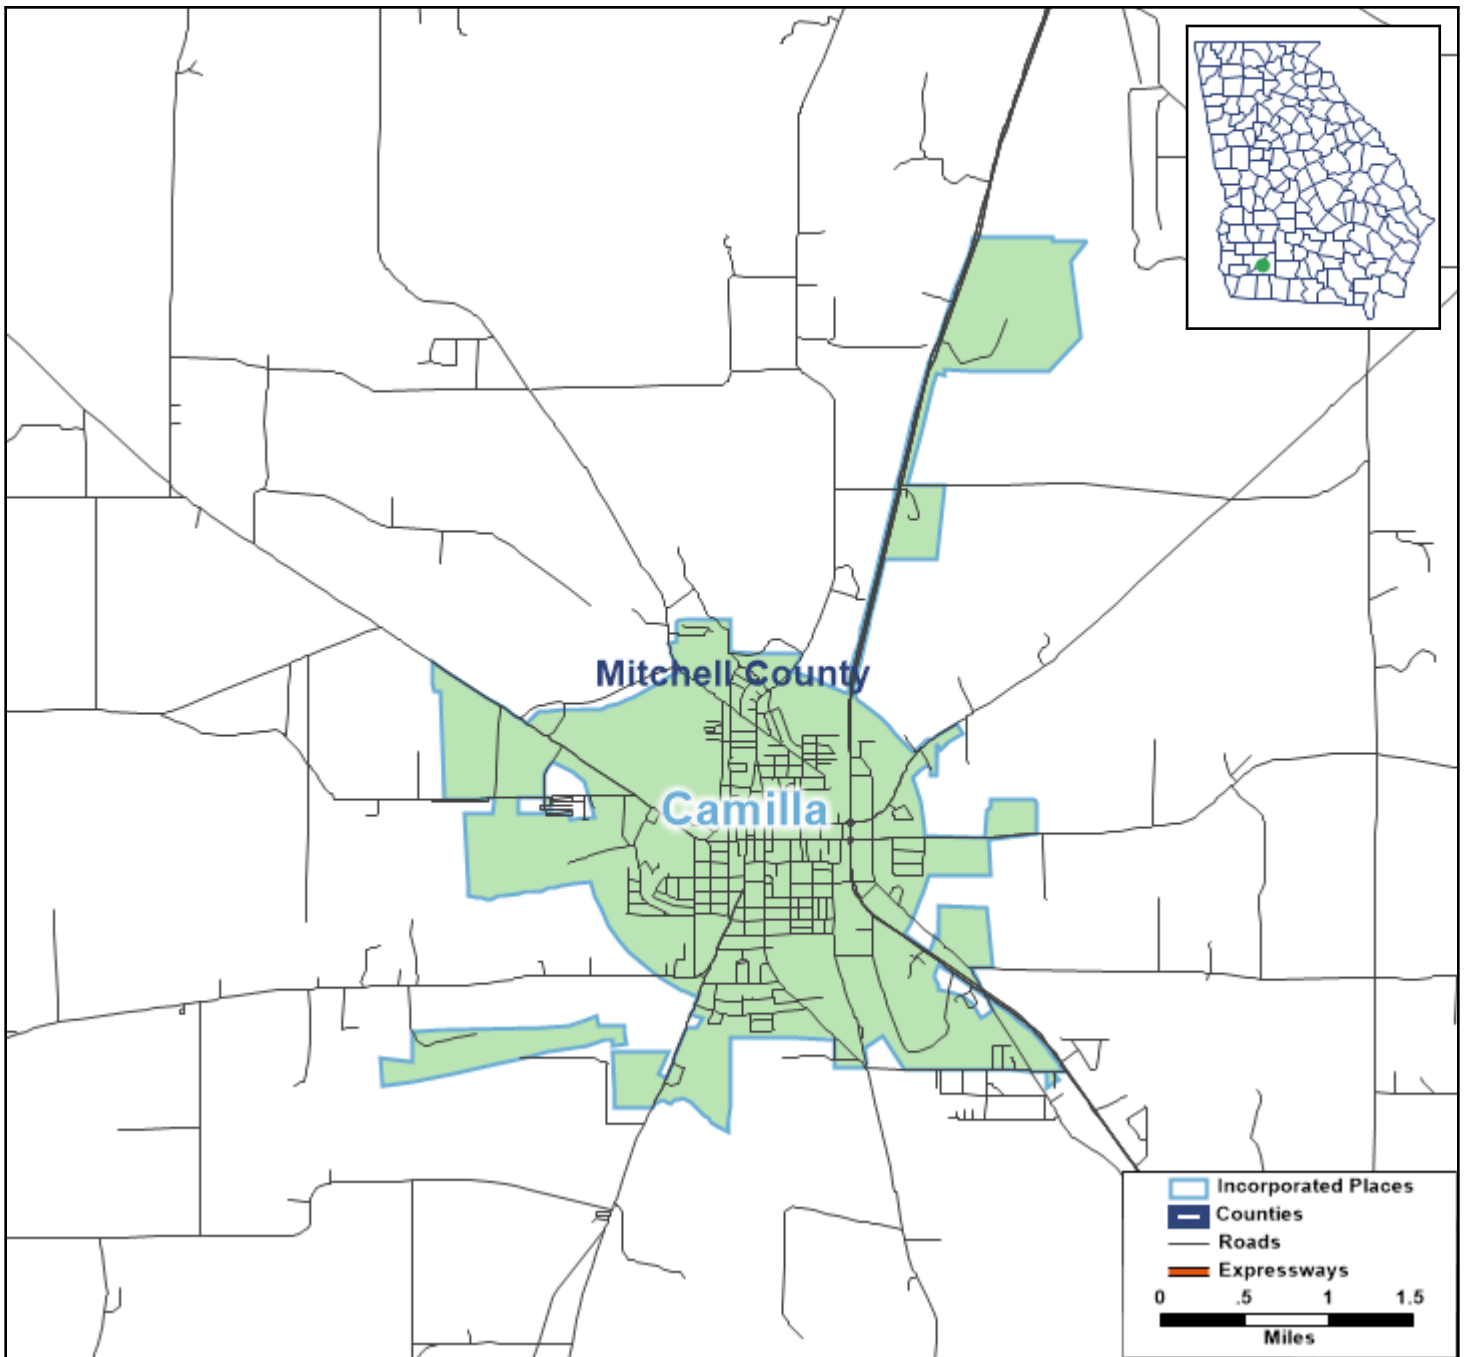 Mitchell County
Camilla
Incorporated Places
Counties
Roads
Expressways
0 .5 1 1.5
Miles